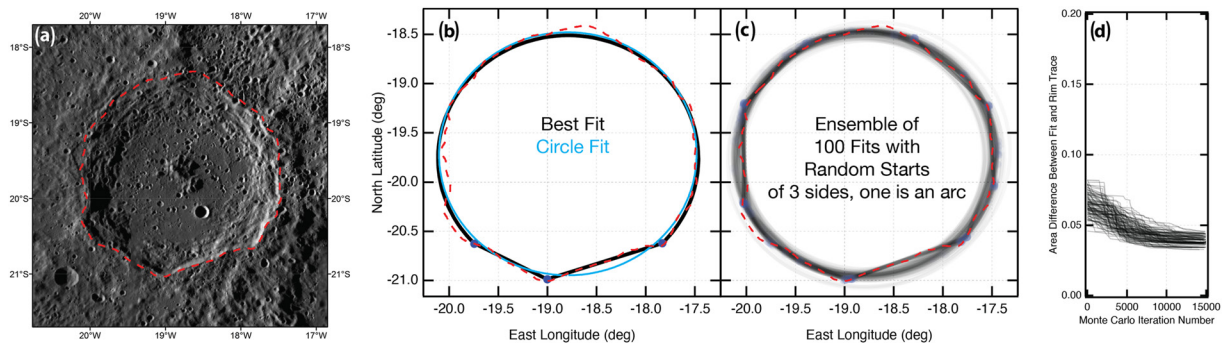 (a)
20°W
19°W
18°W
17°W
18°S
19°S
20°S
21°S
18°S
19°S
20°S
21°S
20°W
19°W
18°W
17°W
(b)
North Latitude (deg)
-18.5
-19.0
-19.5
-20.0
-20.5
-21.0
Best Fit
Circle Fit
-20.0
-19.5
-19.0
-18.5
-18.0
-17.5
East Longitude (deg)
(c)
Ensemble of
100 Fits with
Random Starts
of 3 sides, one is an arc
-20.0
-19.5
-19.0
-18.5
-18.0
-17.5
East Longitude (deg)
(d)
Area Difference Between Fit and Rim Trace
0.20
0.15
0.10
0.05
0.00
0
5000
10000
15000
Monte Carlo Iteration Number